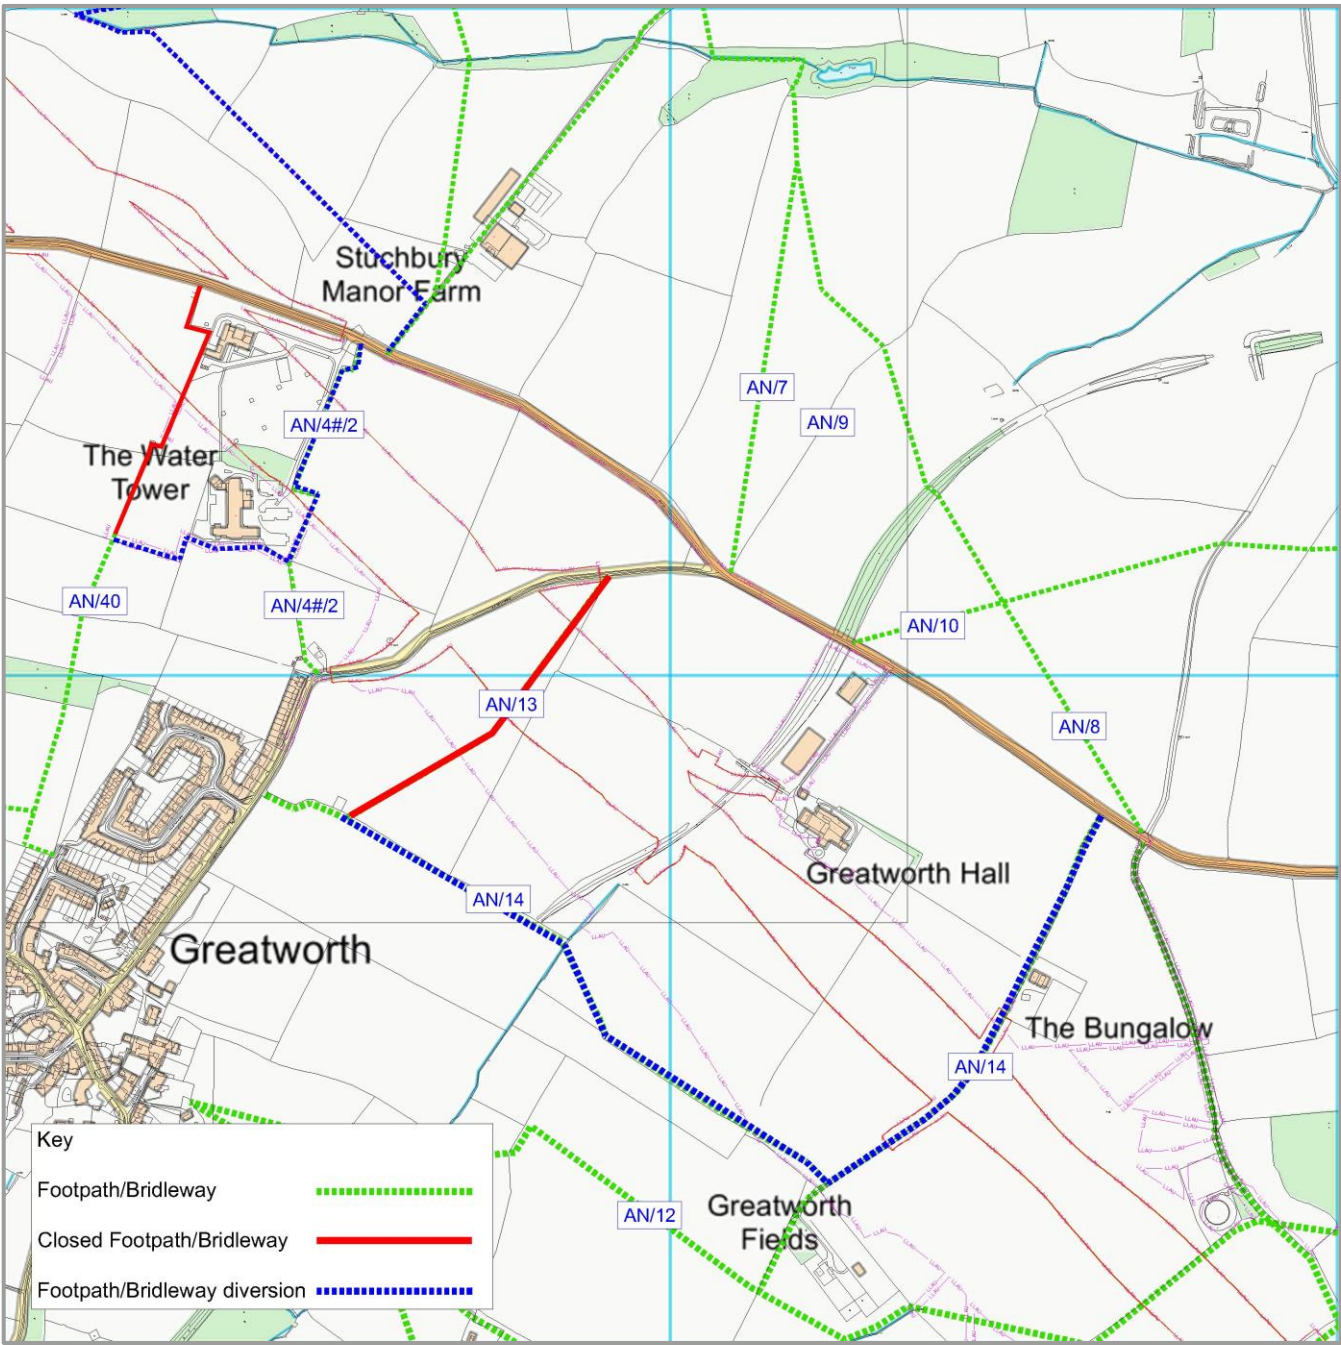 Stuchbury
Manor Farm
AN/7
AN/9
AN/4#/2
The Water
Tower
AN/40
AN/4#/2
AN/10
AN/13
AN/8
Greatworth Hall
AN/14
Greatworth
The Bungalow
AN/14
Greatworth
Fields
AN/12
Key
Footpath/Bridleway
Closed Footpath/Bridleway
Footpath/Bridleway diversion